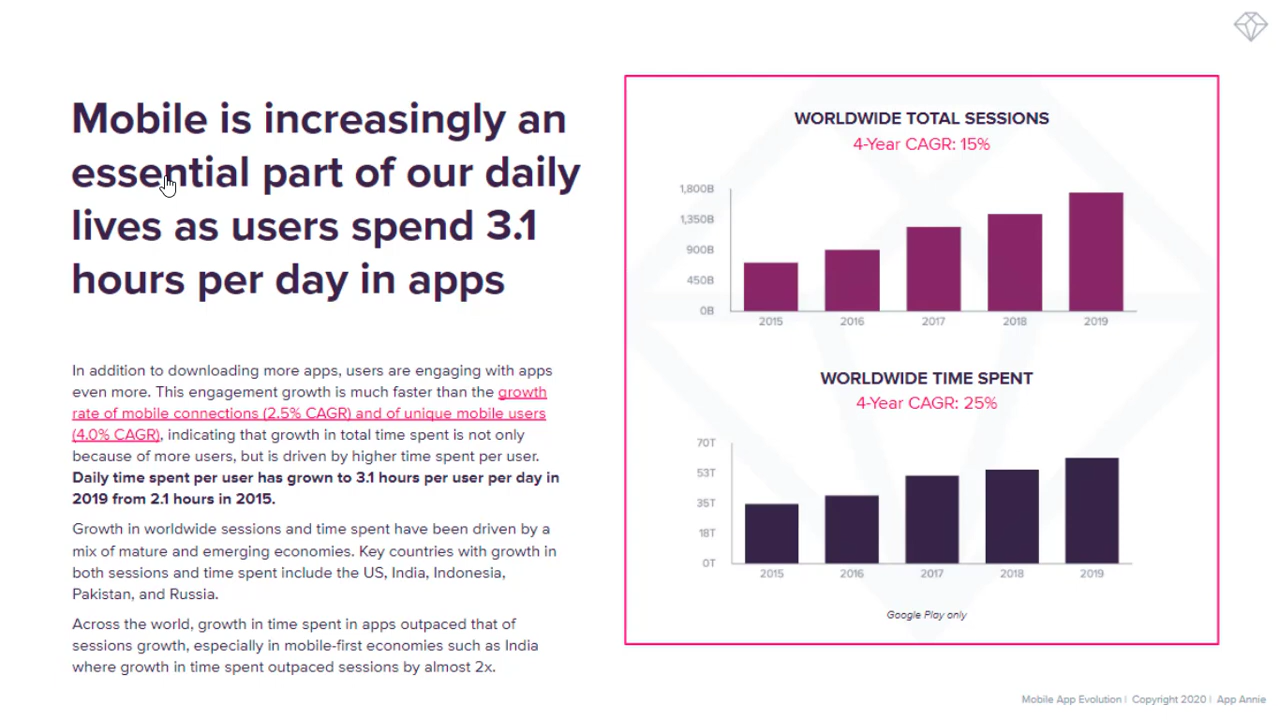 Mobile is increasingly an
essential part of our daily
lives as users spend 3.1
hours per day in apps
In addition to downloading more apps, users are engaging with apps
even more. This engagement growth is much faster than the growth
rate of mobile connections (2.5% CAGR) and of unique mobile users
(4.0% CAGR), indicating that growth in total time spent is not only
because of more users, but is driven by higher time spent per user.
Daily time spent per user has grown to 3.1 hours per user per day in
2019 from 2.1 hours in 2015.
Growth in worldwide sessions and time spent have been driven by a
mix of mature and emerging economies. Key countries with growth in
both sessions and time spent include the US, India, Indonesia,
Pakistan, and Russia.
Across the world, growth in time spent in apps outpaced that of
sessions growth, especially in mobile-first economies such as India
where growth in time spent outpaced sessions by almost 2x.
WORLDWIDE TOTAL SESSIONS
4-Year CAGR: 15%
1,800B
1,350B
900B
450B
0B
2015 2016 2017 2018 2019
WORLDWIDE TIME SPENT
4-Year CAGR: 25%
70T
53T
35T
18T
0T
2015 2016 2017 2018 2019
Google Play only
Mobile App Evolution | Copyright 2020 | App Annie